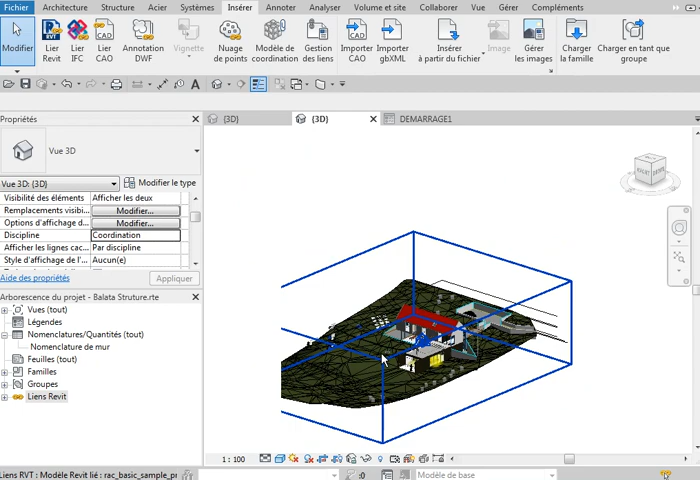 Fichier Architecture Structure Acier Systèmes Insérer Annoter Analyser Volume et site Collaborer Vue Gérer Compléments
Modifier
Lier Revit
Lier IFC
Lier CAO
Annotation DWF
Vignette
Nuage de points
Modèle de coordination
Gestion des liens
Importer CAO
Importer gbXML
Insérer à partir du fichier
Image
Gérer les images
Charger la famille
Charger en tant que groupe
Propriétés
{3D} {3D} DEMARRAGE1
Vue 3D
Vue 3D: {3D} Modifier le type
Visibilité des éléments Afficher les deux
Remplacements visibi... Modifier...
Options d'affichage d... Modifier...
Discipline Coordination
Afficher les lignes cac... Par discipline
Style d'affichage de l'... Aucun(e)
Aide des propriétés Appliquer
Arborescence du projet - Balata Struture.rte
Vues (tout)
Légendes
Nomenclatures/Quantités (tout)
Nomenclature de mur
Feuilles (tout)
Familles
Groupes
Liens Revit
1 : 100
Liens RVT : Modèle Revit lié : rac_basic_sample_pr :0 Modèle de base